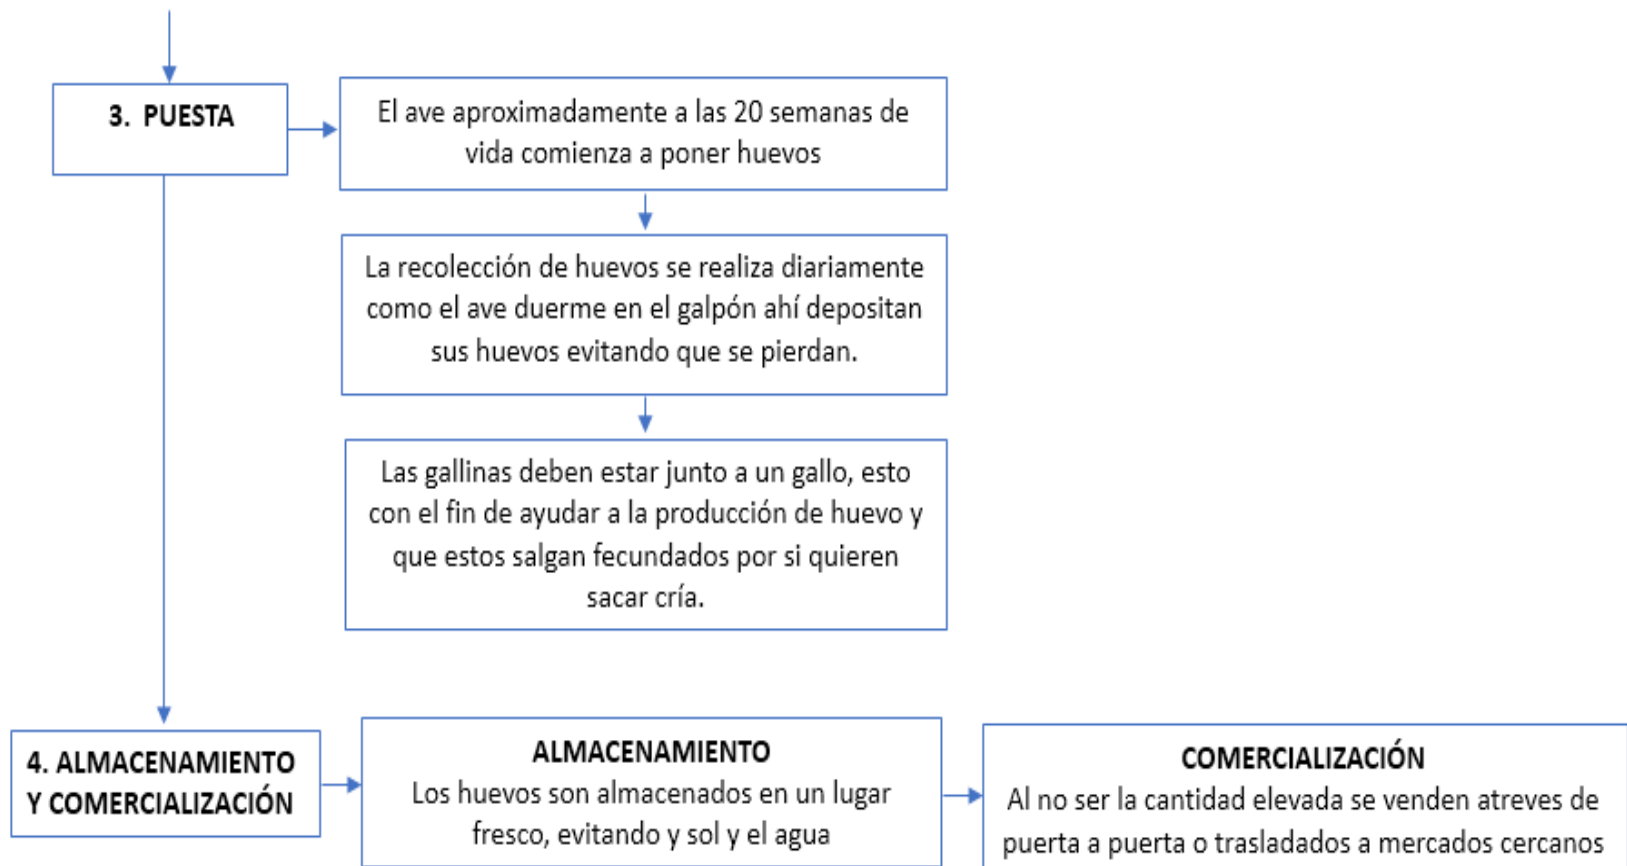 3. PUESTA
El ave aproximadamente a las 20 semanas de
vida comienza a poner huevos
La recolección de huevos se realiza diariamente
como el ave duerme en el galpón ahí depositan
sus huevos evitando que se pierdan.
Las gallinas deben estar junto a un gallo, esto
con el fin de ayudar a la producción de huevo y
que estos salgan fecundados por si quieren
sacar cría.
4. ALMACENAMIENTO
Y COMERCIALIZACIÓN
ALMACENAMIENTO
Los huevos son almacenados en un lugar
fresco, evitando y sol y el agua
COMERCIALIZACIÓN
Al no ser la cantidad elevada se venden atreves de
puerta a puerta o trasladados a mercados cercanos